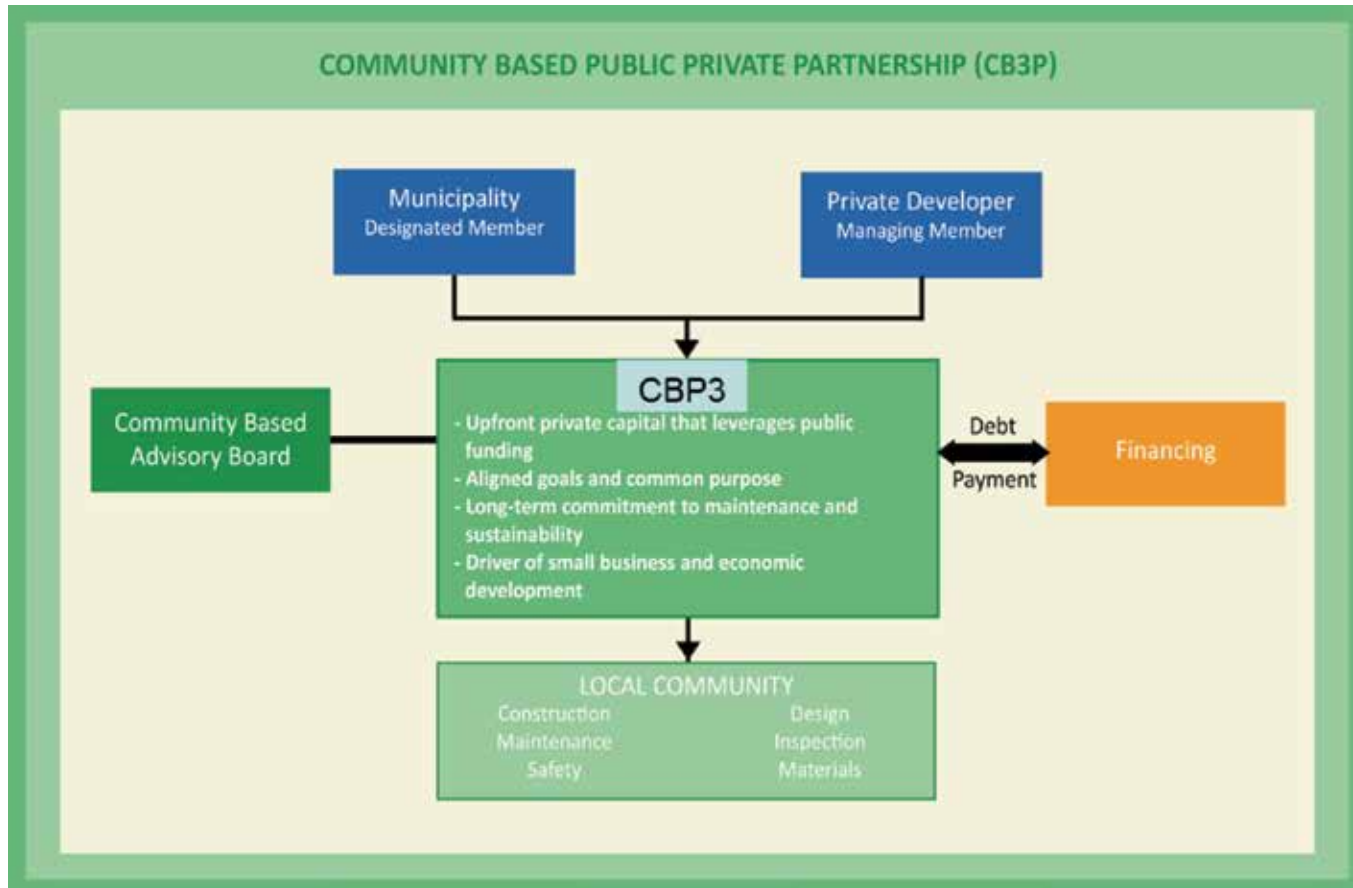 COMMUNITY BASED PUBLIC PRIVATE PARTNERSHIP (CB3P)
Municipality
Designated Member
Private Developer
Managing Member
CBP3
- Upfront private capital that leverages public
funding
- Aligned goals and common purpose
- Long-term commitment to maintenance and
sustainability
- Driver of small business and economic
development
Community Based
Advisory Board
Debt
Payment
Financing
LOCAL COMMUNITY
Construction
Maintenance
Safety
Design
Inspection
Materials